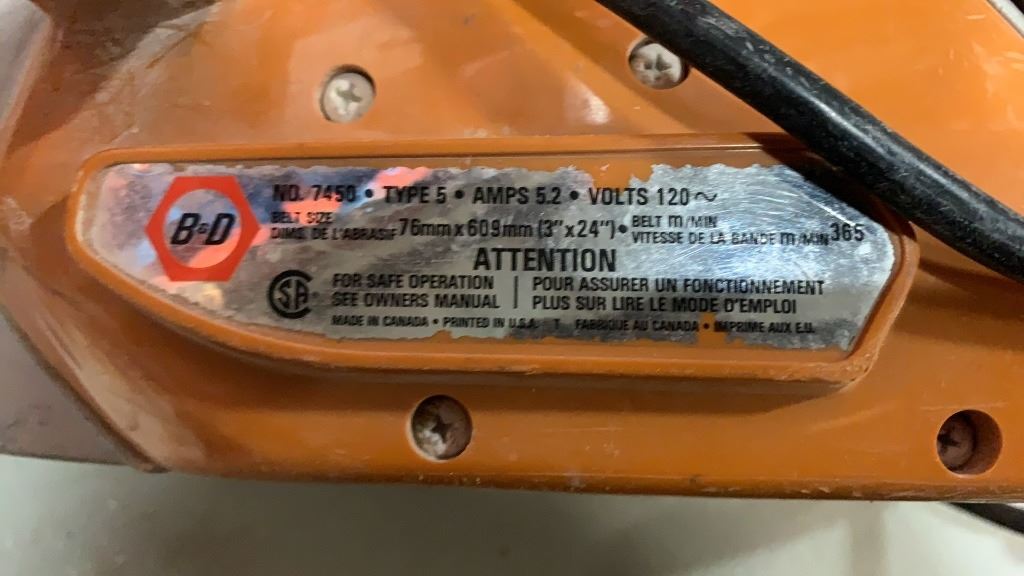 B&D
NO. 7450 • TYPE 5 • AMPS 5.2 • VOLTS 120 ~
BELT SIZE
DIME. DE L'ABRASIF 76mm x 609mm (3" x 24") • BELT m/MIN
VITESSE DE LA BANDE m/MIN 365
ATTENTION
CSA
FOR SAFE OPERATION
SEE OWNERS MANUAL
POUR ASSURER UN FONCTIONNEMENT
PLUS SUR LIRE LE MODE D'EMPLOI
MADE IN CANADA • PRINTED IN U.S.A. T FABRIQUE AU CANADA • IMPRIME AUX E.U.